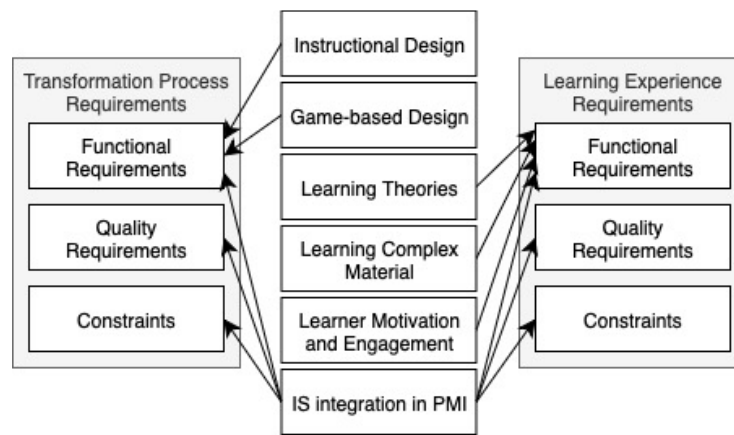 Transformation Process
Requirements
Functional
Requirements
Quality
Requirements
Constraints
Instructional Design
Game-based Design
Learning Theories
Learning Complex
Material
Learner Motivation
and Engagement
IS integration in PMI
Learning Experience
Requirements
Functional
Requirements
Quality
Requirements
Constraints